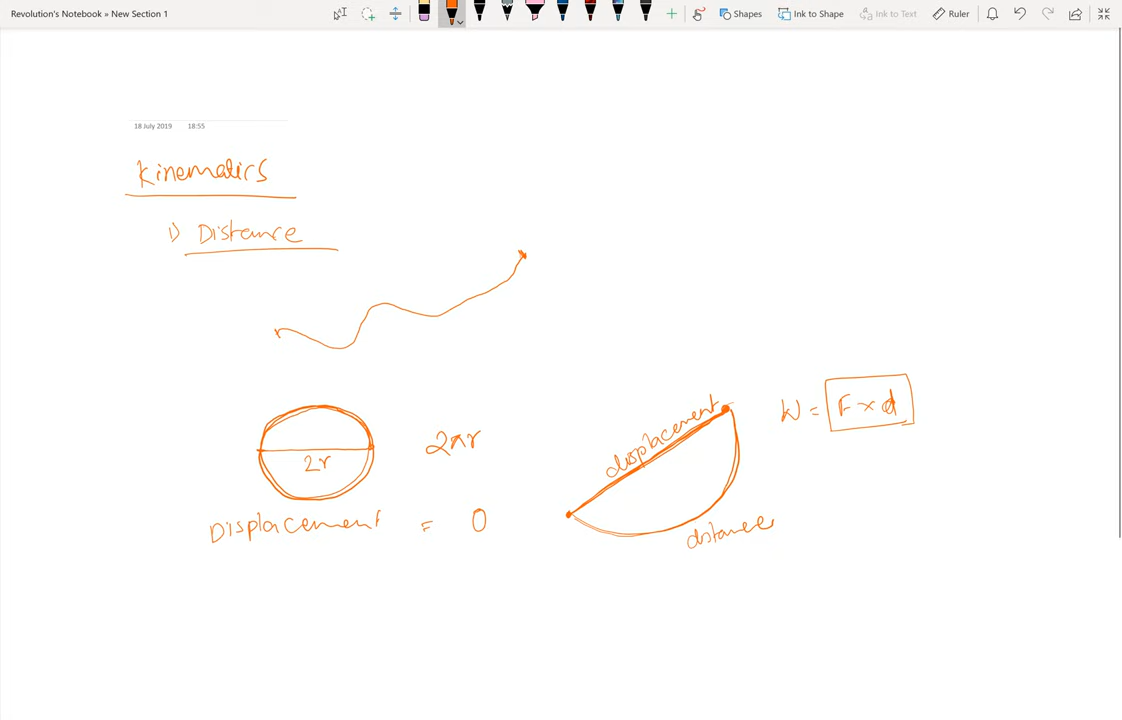 Revolution's Notebook » New Section 1
Shapes
Ink to Shape
Ink to Text
Ruler
18 July 2019 18:55
Kinematics
1) Distance
displacement
W = F × d
2r
2πr
Displacement = 0
distance